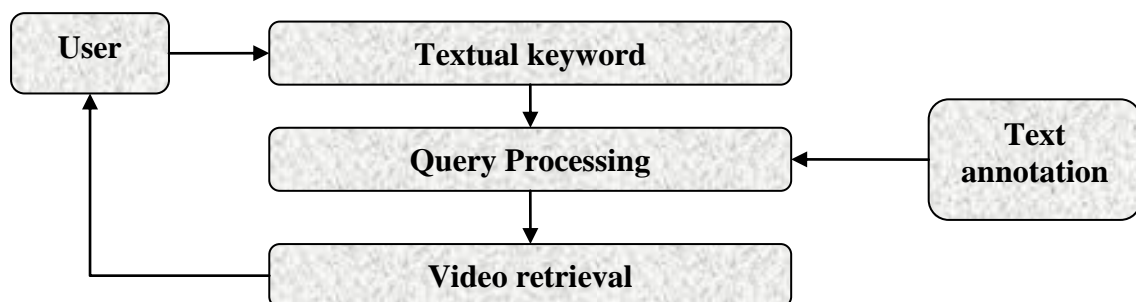 User
Textual keyword
Query Processing
Text
annotation
Video retrieval